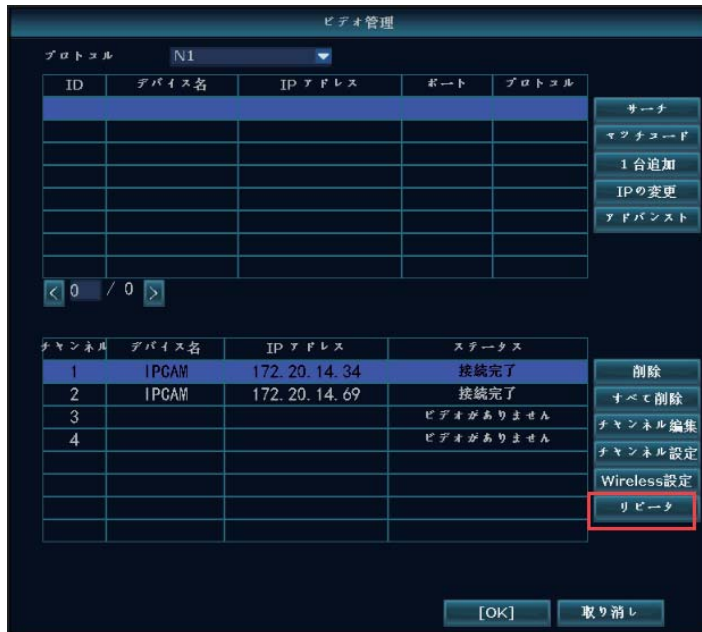 ビデオ管理
プロトコル N1
ID デバイス名 IPアドレス ポート プロトコル
サーチ
マッチコード
1台追加
IPの変更
アドバンスト
< 0 / 0 >
チャンネル デバイス名 IPアドレス ステータス
1 IPCAM 172.20.14.34 接続完了 削除
2 IPCAM 172.20.14.69 接続完了 すべて削除
3 ビデオがありません チャンネル編集
4 ビデオがありません チャンネル設定
Wireless設定
リピータ
[OK] 取り消し